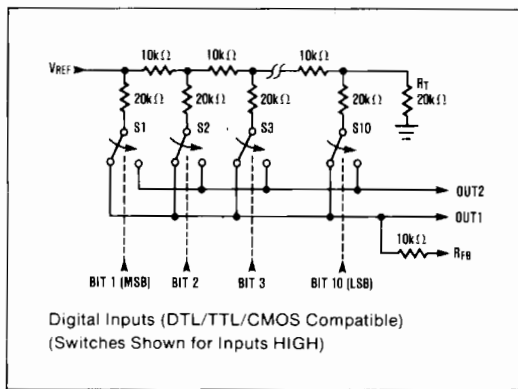 10kΩ 10kΩ 10kΩ
VREF
RT
20kΩ 20kΩ 20kΩ 20kΩ 20kΩ
S1 S2 S3 S10
OUT2
OUT1
10kΩ
RFB
BIT 1 (MSB) BIT 2 BIT 3 BIT 10 (LSB)
Digital Inputs (DTL/TTL/CMOS Compatible)
(Switches Shown for Inputs HIGH)